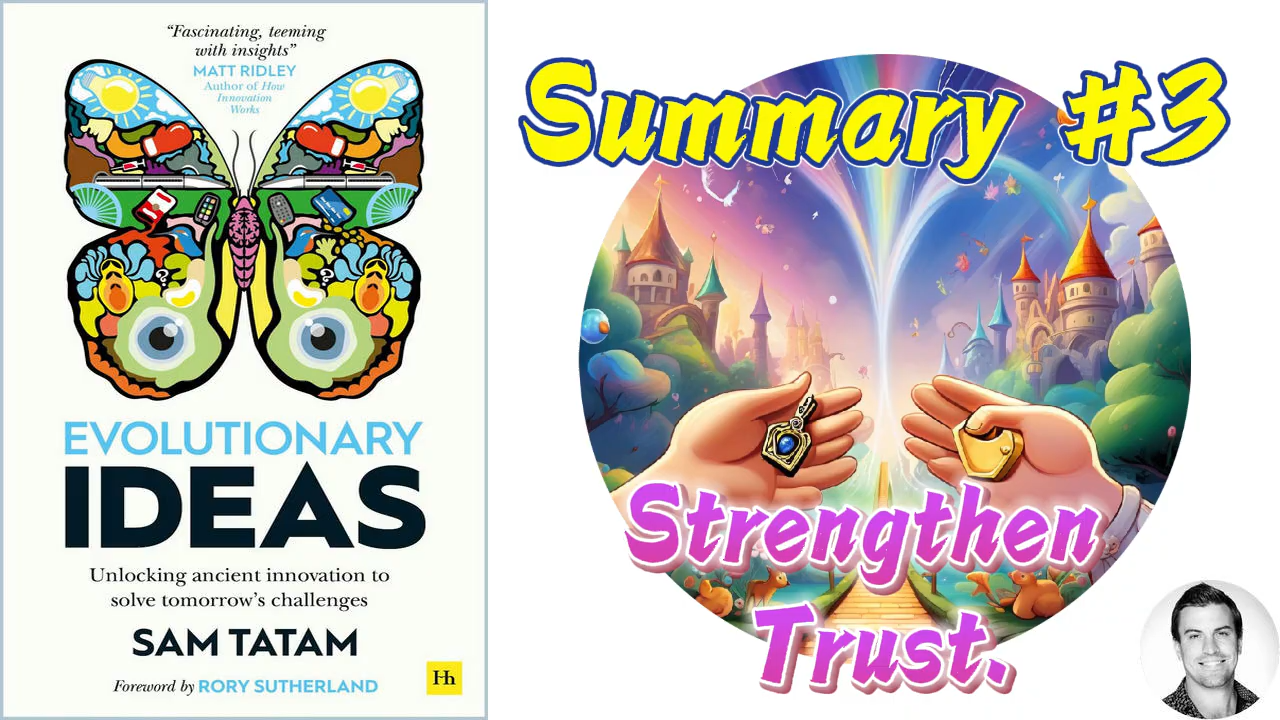 “Fascinating, teeming
with insights”
MATT RIDLEY
Author of How
Innovation
Works
EVOLUTIONARY
IDEAS
Unlocking ancient innovation to
solve tomorrow’s challenges
SAM TATAM
Foreword by RORY SUTHERLAND
Hh
Summary #3
Strengthen
Trust.